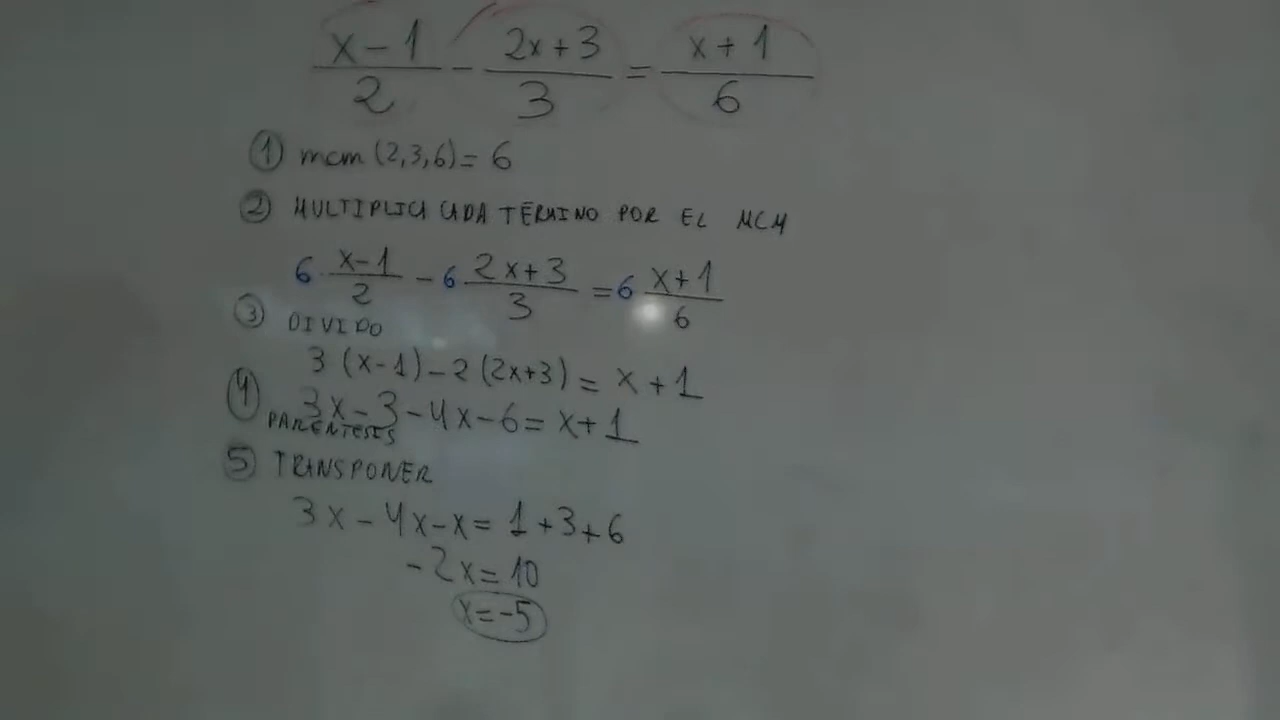 x-1/2 - 2x+3/3 = x+1/6
① mcm (2,3,6)= 6
② MULTIPLICA CADA TÉRMINO POR EL MCM
6 x-1/2 - 6 2x+3/3 = 6 x+1/6
③ DIVIDO
3 (x-1) - 2 (2x+3) = x+1
④ 3x-3-4x-6= x+1
PARÉNTESIS
⑤ TRANSPONER
3x-4x-x= 1+3+6
-2x=10
x=-5